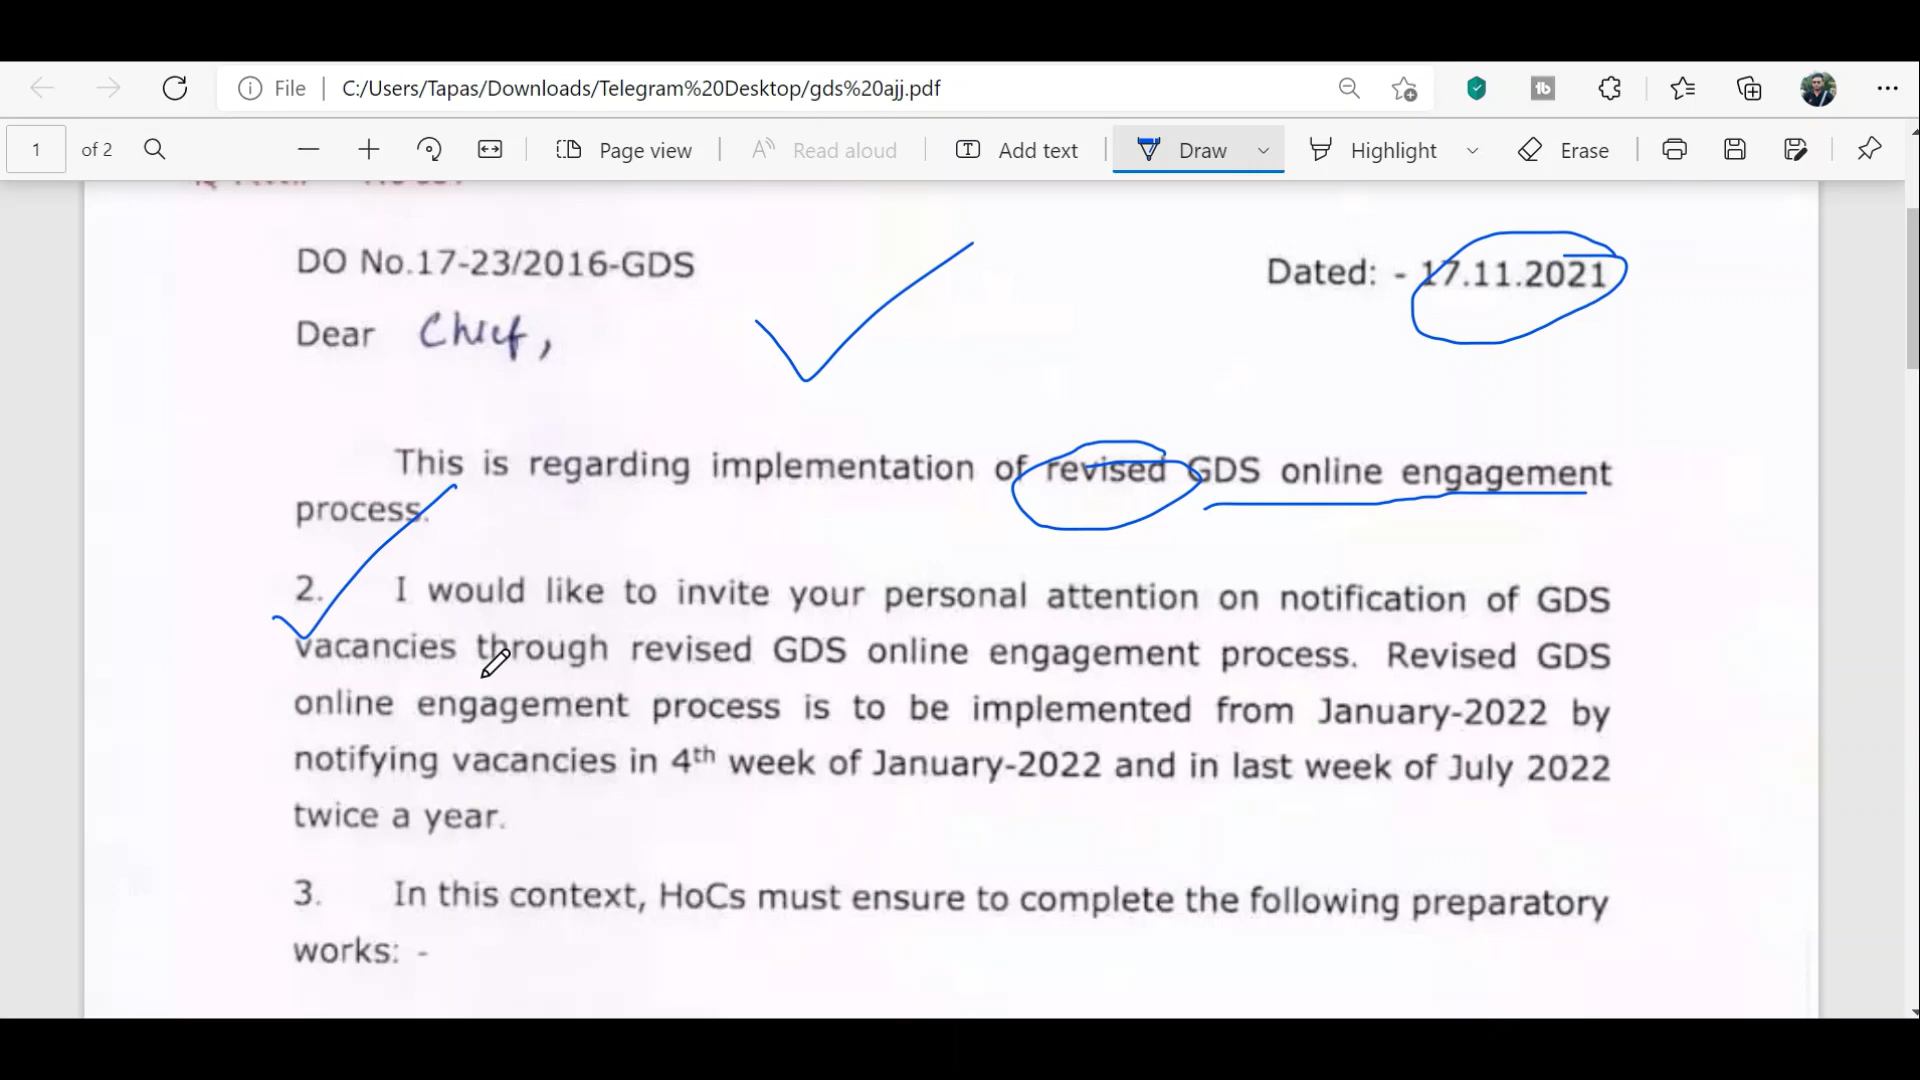 File C:/Users/Tapas/Downloads/Telegram%20Desktop/gds%20ajj.pdf
1 of 2 Page view Read aloud Add text Draw Highlight Erase
DO No.17-23/2016-GDS Dated: - 17.11.2021
Dear Chief,
This is regarding implementation of revised GDS online engagement
process.
2. I would like to invite your personal attention on notification of GDS
vacancies through revised GDS online engagement process. Revised GDS
online engagement process is to be implemented from January-2022 by
notifying vacancies in 4th week of January-2022 and in last week of July 2022
twice a year.
3. In this context, HoCs must ensure to complete the following preparatory
works: -